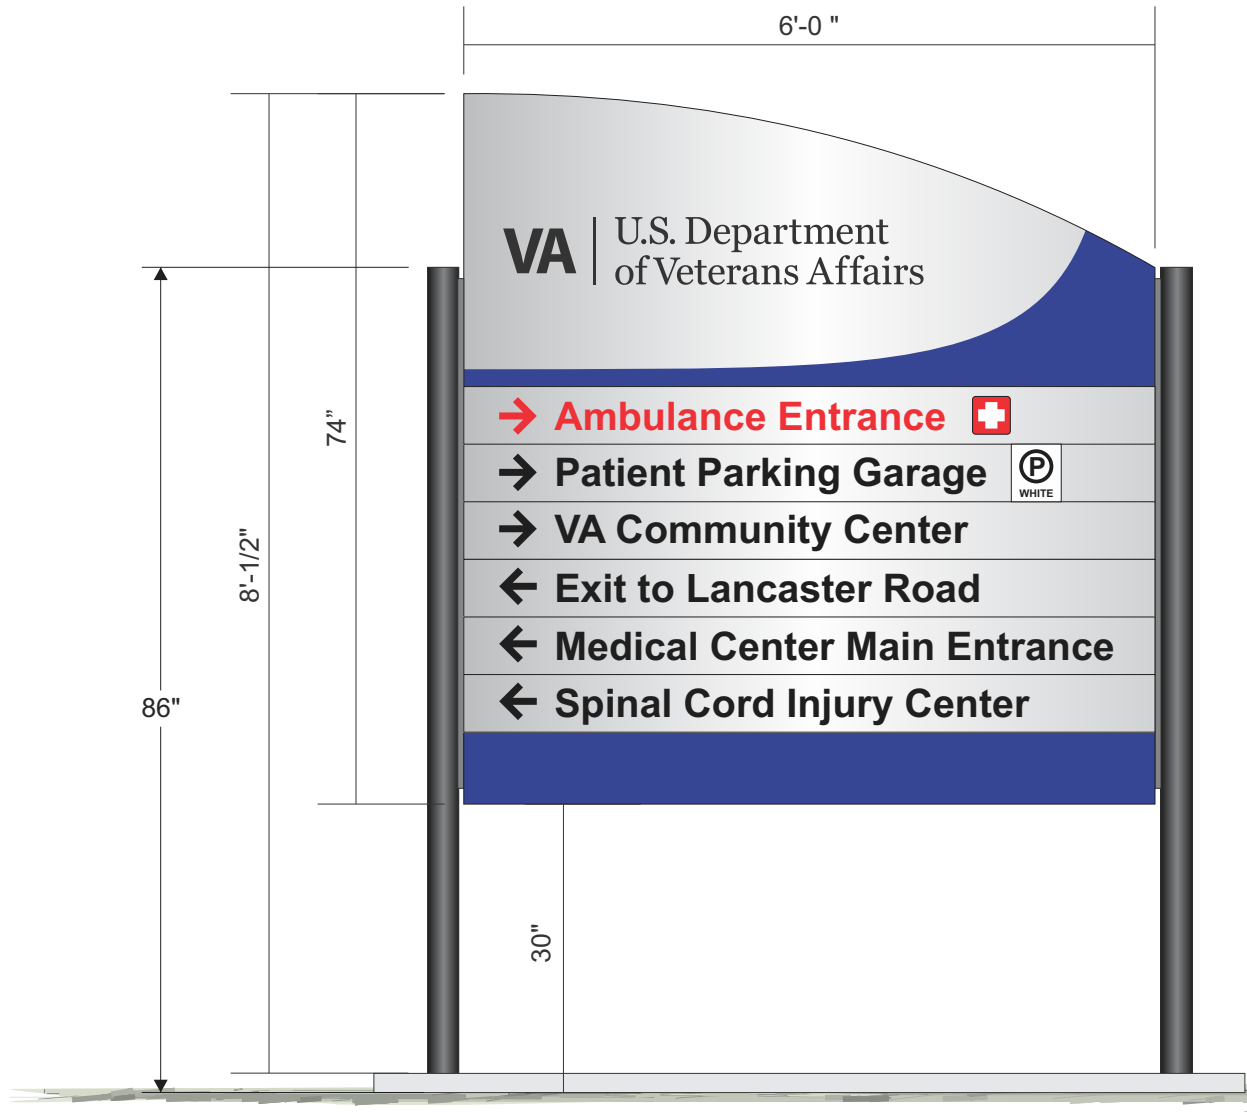 6'-0 "
VA
U.S. Department
of Veterans Affairs
→ Ambulance Entrance
→ Patient Parking Garage
P
WHITE
→ VA Community Center
← Exit to Lancaster Road
← Medical Center Main Entrance
← Spinal Cord Injury Center
74”
8'-1/2"
86"
30"